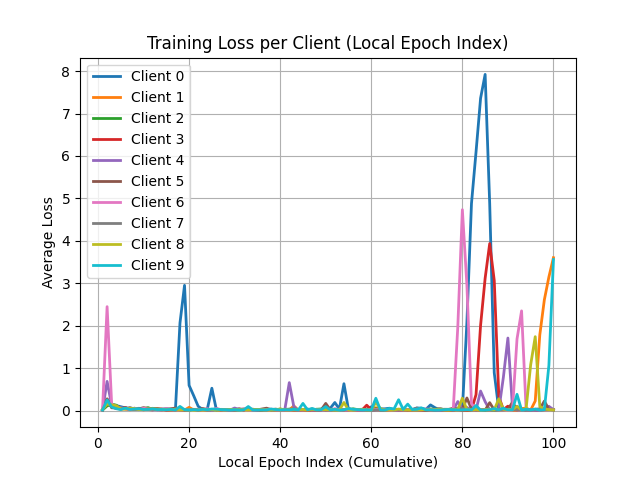 Training Loss per Client (Local Epoch Index)
Average Loss
8
7
6
5
4
3
2
1
0
Client 0
Client 1
Client 2
Client 3
Client 4
Client 5
Client 6
Client 7
Client 8
Client 9
0 20 40 60 80 100
Local Epoch Index (Cumulative)